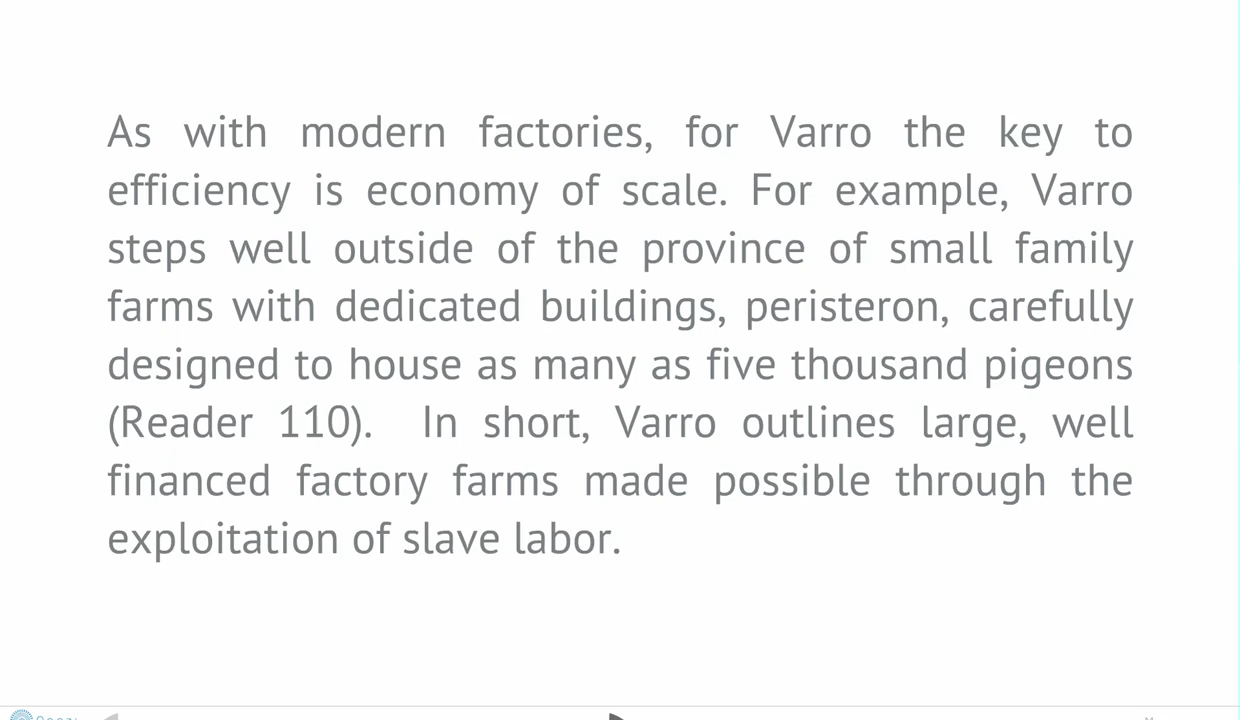 As with modern factories, for Varro the key to
efficiency is economy of scale. For example, Varro
steps well outside of the province of small family
farms with dedicated buildings, peristeron, carefully
designed to house as many as five thousand pigeons
(Reader 110).  In short, Varro outlines large, well
financed factory farms made possible through the
exploitation of slave labor.